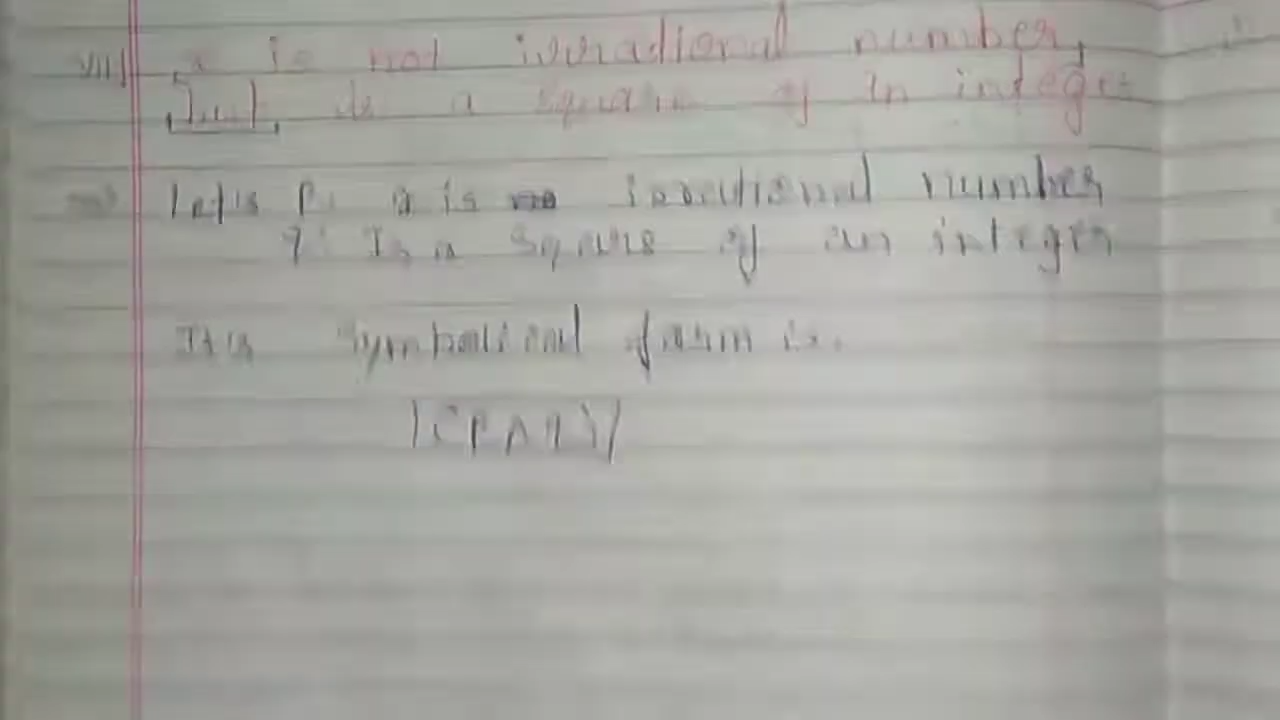 viii] x is not irrational number,
but is a square of an integer
Let's P: x is irrational number
q: Is a square of an integer
Its symbolical form is.